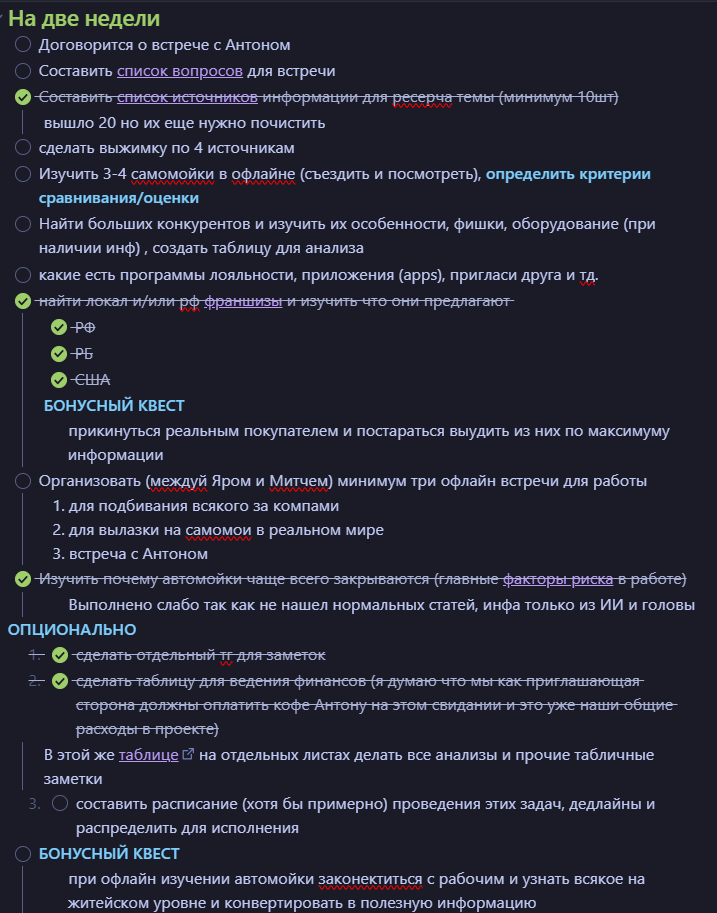 На две недели
Договорится о встрече с Антоном
Составить список вопросов для встречи
Составить список источников информации для ресерча темы (минимум 10шт)
вышло 20 но их еще нужно почистить
сделать выжимку по 4 источникам
Изучить 3-4 самомойки в офлайне (съездить и посмотреть), определить критерии
сравнивания/оценки
Найти больших конкурентов и изучить их особенности, фишки, оборудование (при
наличии инф) , создать таблицу для анализа
какие есть программы лояльности, приложения (apps), пригласи друга и тд.
найти локал и/или рф франшизы и изучить что они предлагают
РФ
РБ
США
БОНУСНЫЙ КВЕСТ
прикинуться реальным покупателем и постараться выудить из них по максимуму
информации
Организовать (междуй Яром и Митчем) минимум три офлайн встречи для работы
1. для подбивания всякого за компами
2. для вылазки на самомои в реальном мире
3. встреча с Антоном
Изучить почему автомойки чаще всего закрываются (главные факторы риска в работе)
Выполнено слабо так как не нашел нормальных статей, инфа только из ИИ и головы
ОПЦИОНАЛЬНО
1. сделать отдельный тг для заметок
2. сделать таблицу для ведения финансов (я думаю что мы как приглашающая
сторона должны оплатить кофе Антону на этом свидании и это уже наши общие
расходы в проекте)
В этой же таблице на отдельных листах делать все анализы и прочие табличные
заметки
3. составить расписание (хотя бы примерно) проведения этих задач, дедлайны и
распределить для исполнения
БОНУСНЫЙ КВЕСТ
при офлайн изучении автомойки законектиться с рабочим и узнать всякое на
житейском уровне и конвертировать в полезную информацию